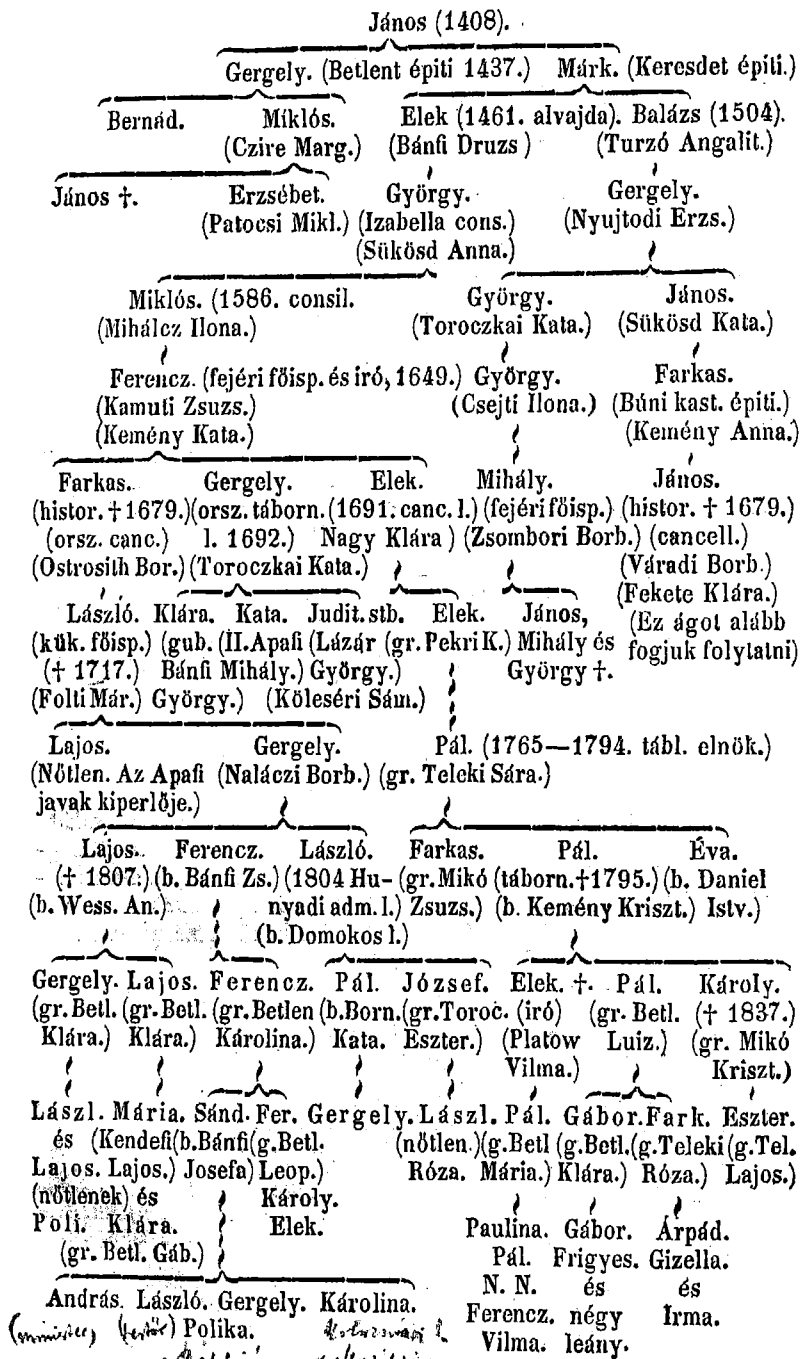 János (1408).
Gergely. (Betlent épiti 1437.) Márk. (Keresdet épiti.)
Bernád. Miklós. Elek (1461. alvajda). Balázs (1504).
(Czire Marg.) (Bánfi Druzs ) (Turzó Angalit.)
János †. Erzsébet. György. Gergely.
(Patocsi Mikl.) (Izabella cons.) (Nyujtodi Erzs.)
(Sükösd Anna.)
Miklós. (1586. consil. György. János.
(Mihálcz Ilona.) (Toroczkai Kata.) (Sükösd Kata.)
Ferencz. (fejéri főisp. és iró, 1649.) György. Farkas.
(Kamuti Zsuzs.) (Csejti Ilona.) (Búni kast. épiti.)
(Kemény Kata.) (Kemény Anna.)
Farkas. Gergely. Elek. Mihály. János.
(histor. † 1679.) (orsz. táborn. (1691. canc. l.) (fejéri főisp.) (histor. † 1679.)
(orsz. canc.) l. 1692.) Nagy Klára ) (Zsombori Borb.) (cancell.)
(Ostrosith Bor.) (Toroczkai Kata.) (Váradi Borb.)
(Fekete Klára.)
László. Klára. Kata. Judit. stb. Elek. János, (Ez ágot alább
(kük. főisp.) (gub. (II. Apafi (Lázár (gr. Pekri K.) Mihály és fogjuk folytatni)
(† 1717.) Bánfi Mihály.) György.) György †.
(Folti Már.) György.) (Köleséri Sám.)
Lajos. Gergely. Pál. (1765—1794. tábl. elnök.)
(Nőtlen. Az Apafi (Naláczi Borb.) (gr. Teleki Sára.)
javak kiperlője.)
Lajos. Ferencz. László. Farkas. Pál. Éva.
(† 1807.) (b. Bánfi Zs.) (1804 Hu- (gr. Mikó (táborn. † 1795.) (b. Daniel
(b. Wess. An.) nyadi adm. l.) Zsuzs.) (b. Kemény Kriszt.) Istv.)
(b. Domokos l.)
Gergely. Lajos. Ferencz. Pál. József. Elek. †. Pál. Károly.
(gr. Betl. (gr. Betl. (gr. Betlen (b. Born. (gr. Toroc. (iró) (gr. Betl. († 1837.)
Klára.) Klára.) Károlina.) Kata. Eszter.) (Platow Luiz.) (gr. Mikó
Vilma.) Kriszt.)
Lászl. Mária. Sánd. Fer. Gergely. Lászl. Pál. Gábor. Fark. Eszter.
és (Kendefi (b. Bánfi (g. Betl. (nőtlen.) (g. Betl (g. Betl. (g. Teleki (g. Tel.
Lajos. Lajos.) Josefa) Leop.) Róza. Mária.) Klára.) Róza.) Lajos.)
(nőtlenek) és Károly.
Poli. Klára. Elek. Paulina. Gábor. Árpád.
(gr. Betl. Gáb.) Pál. Frigyes. Gizella.
N. N. és és
András. László. Gergely. Károlina. Ferencz. négy Irma.
Polika. Vilma. leány.